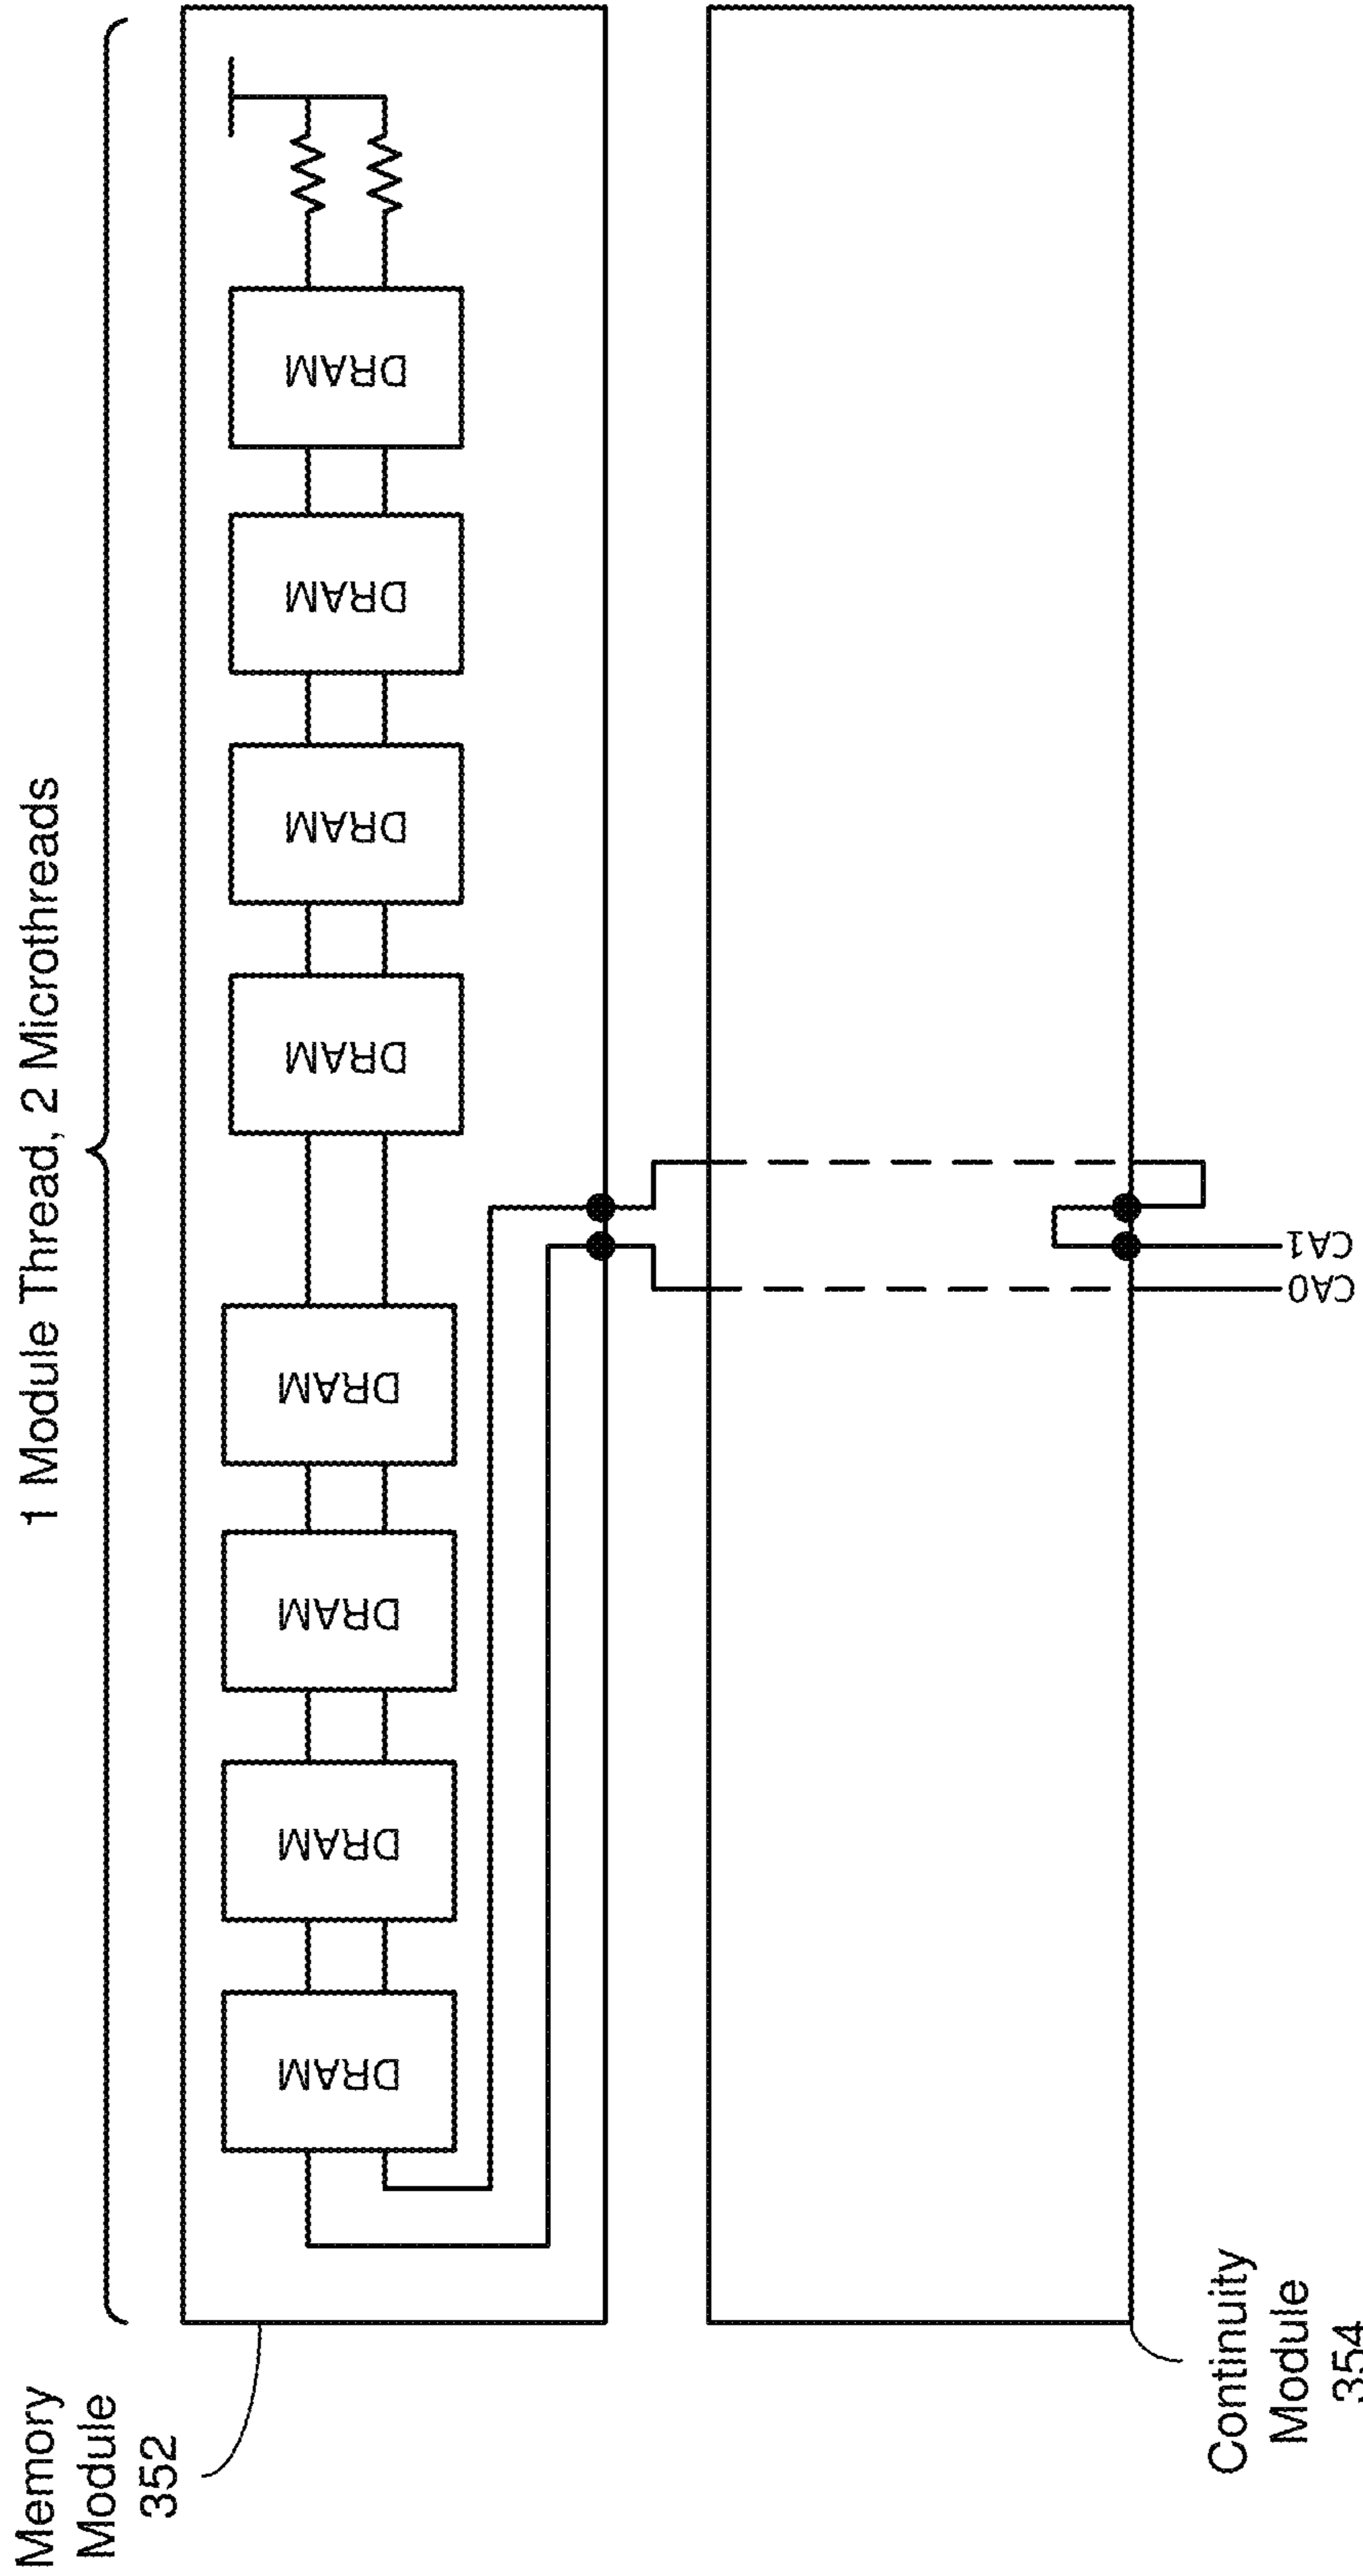 1 Module Thread, 2 Microthreads
Memory
Module
352
DRAM
DRAM
DRAM
DRAM
DRAM
DRAM
DRAM
DRAM
CA0
CA1
Continuity
Module
354